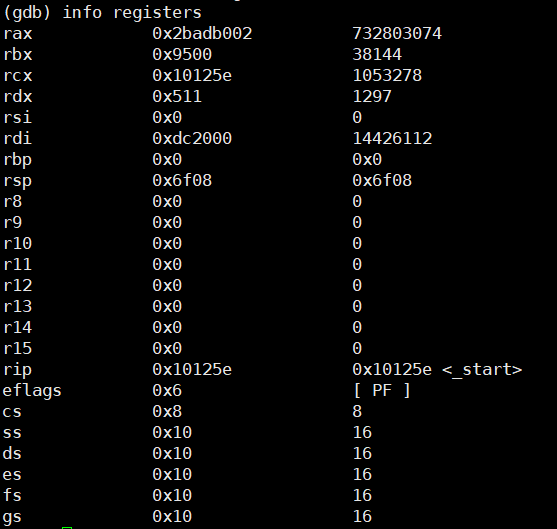 (gdb) info registers
rax 0x2badb002 732803074
rbx 0x9500 38144
rcx 0x10125e 1053278
rdx 0x511 1297
rsi 0x0 0
rdi 0xdc2000 14426112
rbp 0x0 0x0
rsp 0x6f08 0x6f08
r8 0x0 0
r9 0x0 0
r10 0x0 0
r11 0x0 0
r12 0x0 0
r13 0x0 0
r14 0x0 0
r15 0x0 0
rip 0x10125e 0x10125e <_start>
eflags 0x6 [ PF ]
cs 0x8 8
ss 0x10 16
ds 0x10 16
es 0x10 16
fs 0x10 16
gs 0x10 16